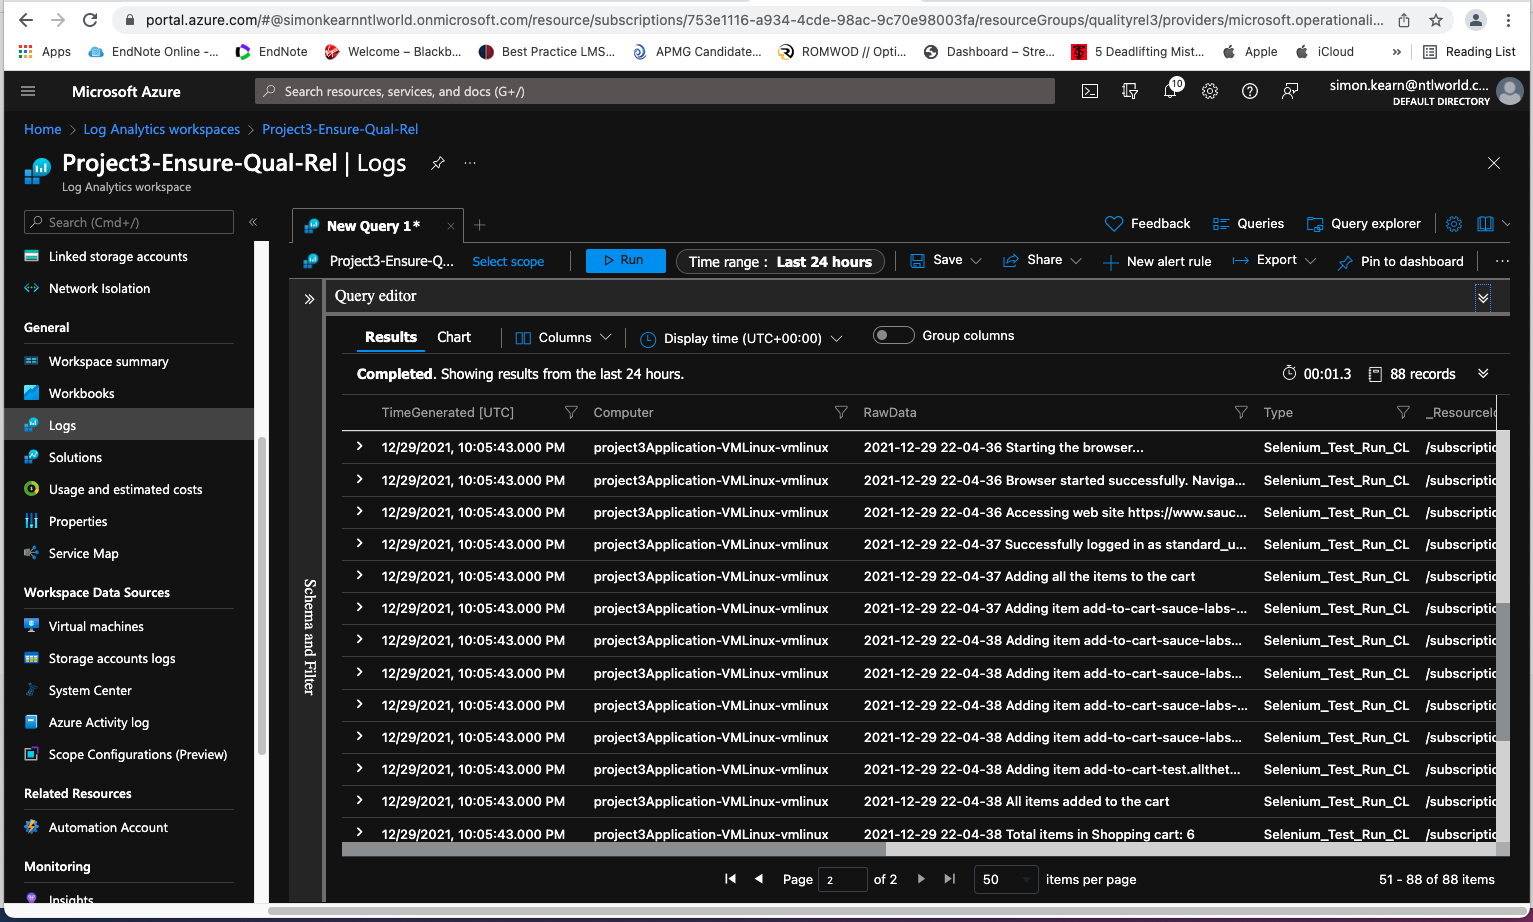 portal.azure.com/#@simonkearnntlworld.onmicrosoft.com/resource/subscriptions/753e1116-a934-4cde-98ac-9c70e98003fa/resourceGroups/qualityrel3/providers/microsoft.operationali...
Apps EndNote Online -... EndNote Welcome – Blackb... Best Practice LMS... APMG Candidate... ROMWOD // Opti... Dashboard – Stre... 5 Deadlifting Mist... Apple iCloud » Reading List
Microsoft Azure
Search resources, services, and docs (G+/)
10
simon.kearn@ntlworld.c...
DEFAULT DIRECTORY
Home > Log Analytics workspaces > Project3-Ensure-Qual-Rel
Project3-Ensure-Qual-Rel | Logs ...
Log Analytics workspace
Search (Cmd+/) «
Linked storage accounts
Network Isolation
General
Workspace summary
Workbooks
Logs
Solutions
Usage and estimated costs
Properties
Service Map
Workspace Data Sources
Virtual machines
Storage accounts logs
System Center
Azure Activity log
Scope Configurations (Preview)
Related Resources
Automation Account
Monitoring
Insights
New Query 1*
Feedback Queries Query explorer
Project3-Ensure-Q... Select scope Run Time range : Last 24 hours Save Share New alert rule Export Pin to dashboard ...
Query editor
Schema and Filter
Results Chart Columns Display time (UTC+00:00) Group columns
Completed. Showing results from the last 24 hours. 00:01.3 88 records
TimeGenerated [UTC] Computer RawData Type _ResourceId
12/29/2021, 10:05:43.000 PM project3Application-VMLinux-vmlinux 2021-12-29 22-04-36 Starting the browser... Selenium_Test_Run_CL /subscriptio
12/29/2021, 10:05:43.000 PM project3Application-VMLinux-vmlinux 2021-12-29 22-04-36 Browser started successfully. Naviga... Selenium_Test_Run_CL /subscriptio
12/29/2021, 10:05:43.000 PM project3Application-VMLinux-vmlinux 2021-12-29 22-04-36 Accessing web site https://www.sauc... Selenium_Test_Run_CL /subscriptio
12/29/2021, 10:05:43.000 PM project3Application-VMLinux-vmlinux 2021-12-29 22-04-37 Successfully logged in as standard_u... Selenium_Test_Run_CL /subscriptio
12/29/2021, 10:05:43.000 PM project3Application-VMLinux-vmlinux 2021-12-29 22-04-37 Adding all the items to the cart Selenium_Test_Run_CL /subscriptio
12/29/2021, 10:05:43.000 PM project3Application-VMLinux-vmlinux 2021-12-29 22-04-37 Adding item add-to-cart-sauce-labs-... Selenium_Test_Run_CL /subscriptio
12/29/2021, 10:05:43.000 PM project3Application-VMLinux-vmlinux 2021-12-29 22-04-38 Adding item add-to-cart-sauce-labs... Selenium_Test_Run_CL /subscriptio
12/29/2021, 10:05:43.000 PM project3Application-VMLinux-vmlinux 2021-12-29 22-04-38 Adding item add-to-cart-sauce-labs... Selenium_Test_Run_CL /subscriptio
12/29/2021, 10:05:43.000 PM project3Application-VMLinux-vmlinux 2021-12-29 22-04-38 Adding item add-to-cart-sauce-labs-... Selenium_Test_Run_CL /subscriptio
12/29/2021, 10:05:43.000 PM project3Application-VMLinux-vmlinux 2021-12-29 22-04-38 Adding item add-to-cart-sauce-labs... Selenium_Test_Run_CL /subscriptio
12/29/2021, 10:05:43.000 PM project3Application-VMLinux-vmlinux 2021-12-29 22-04-38 Adding item add-to-cart-test.allthet... Selenium_Test_Run_CL /subscriptio
12/29/2021, 10:05:43.000 PM project3Application-VMLinux-vmlinux 2021-12-29 22-04-38 All items added to the cart Selenium_Test_Run_CL /subscriptio
12/29/2021, 10:05:43.000 PM project3Application-VMLinux-vmlinux 2021-12-29 22-04-38 Total items in Shopping cart: 6 Selenium_Test_Run_CL /subscriptio
Page 2 of 2 50 items per page 51 - 88 of 88 items